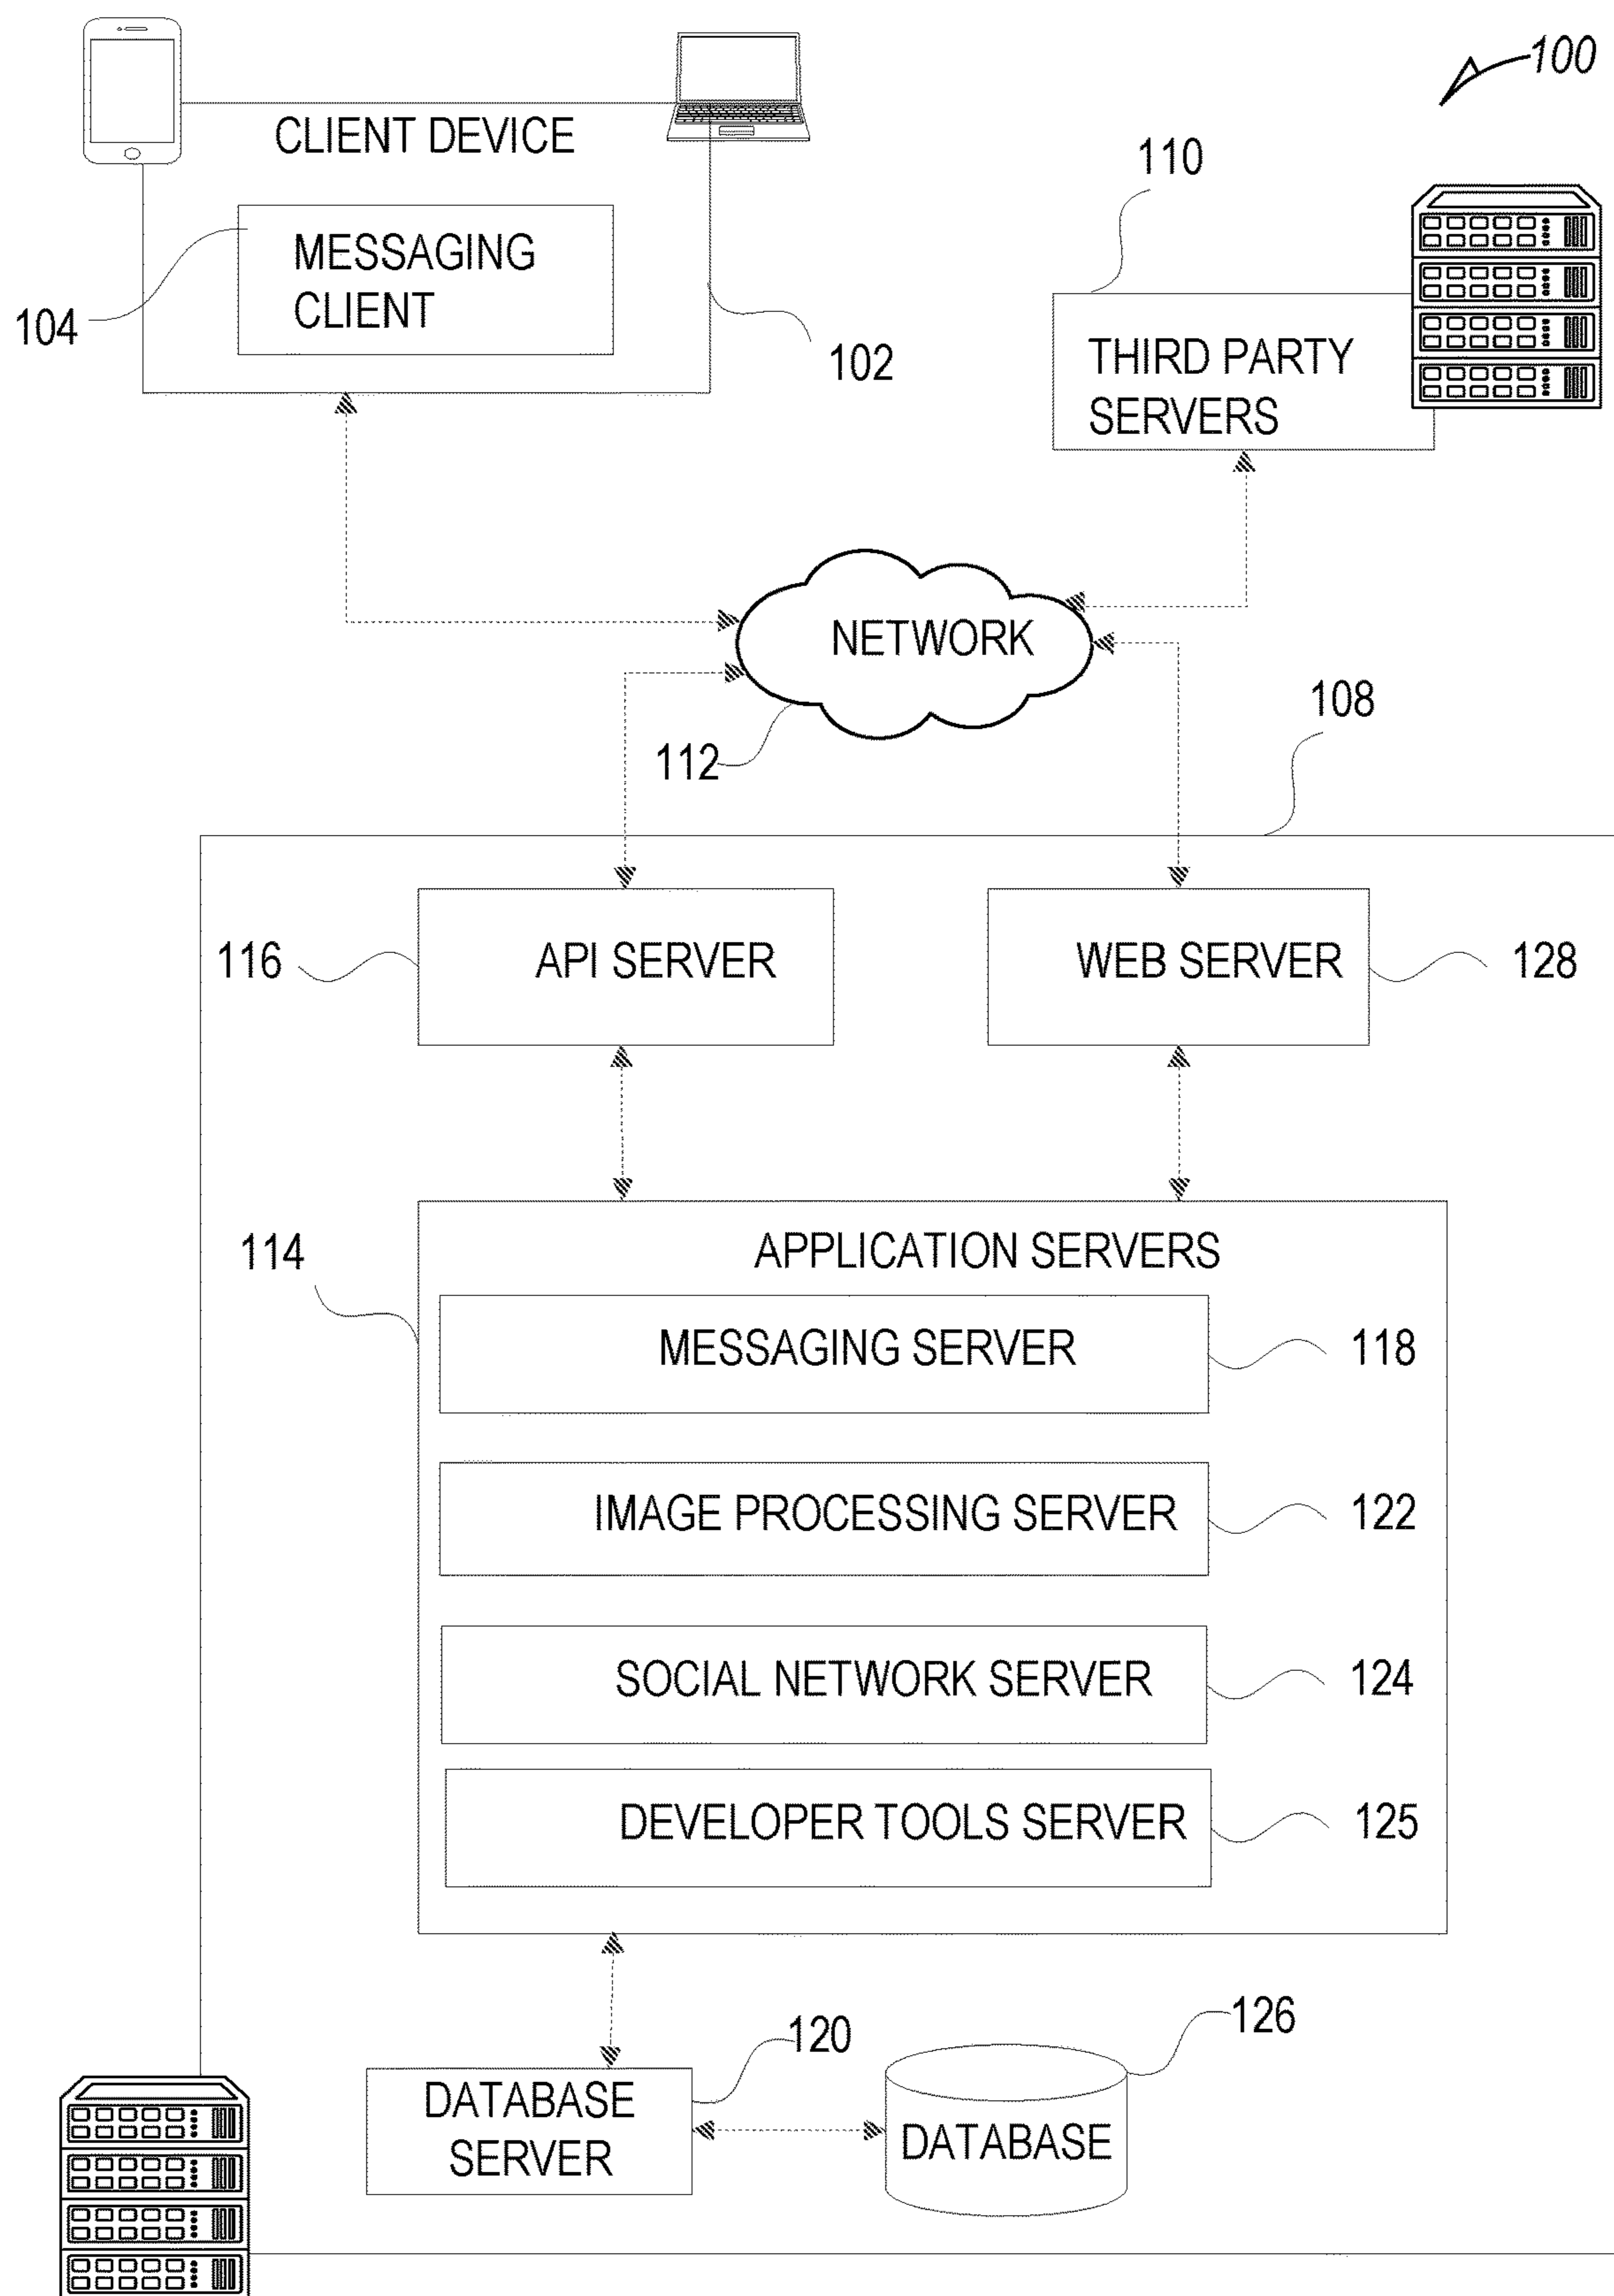 100
CLIENT DEVICE
110
MESSAGING
CLIENT
104
102
THIRD PARTY
SERVERS
NETWORK
108
112
116
API SERVER
WEB SERVER
128
114
APPLICATION SERVERS
MESSAGING SERVER
118
IMAGE PROCESSING SERVER
122
SOCIAL NETWORK SERVER
124
DEVELOPER TOOLS SERVER
125
120
126
DATABASE
SERVER
DATABASE